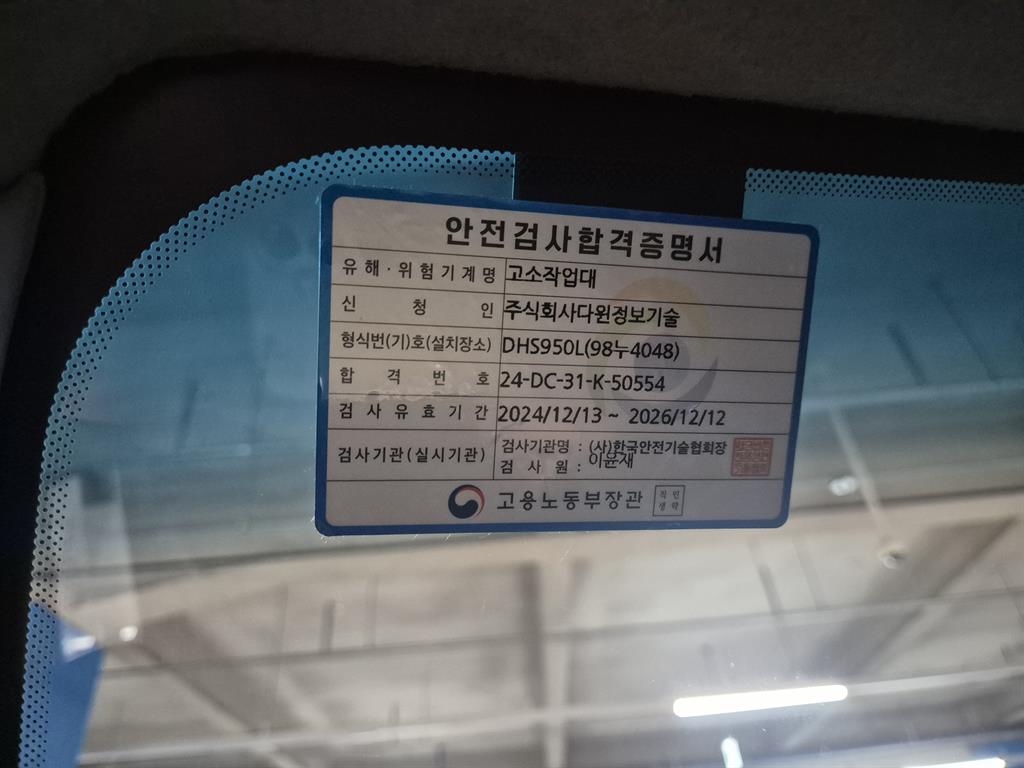 안전검사합격증명서
유해·위험기계명 고소작업대
신청인 주식회사다윈정보기술
형식번(기)호(설치장소) DHS950L(98누4048)
합격번호 24-DC-31-K-50554
검사유효기간 2024/12/13 ~ 2026/12/12
검사기관(실시기관) 검사기관명 : (사)한국안전기술협회장
검사원 : 이윤재
고용노동부장관 직인생략